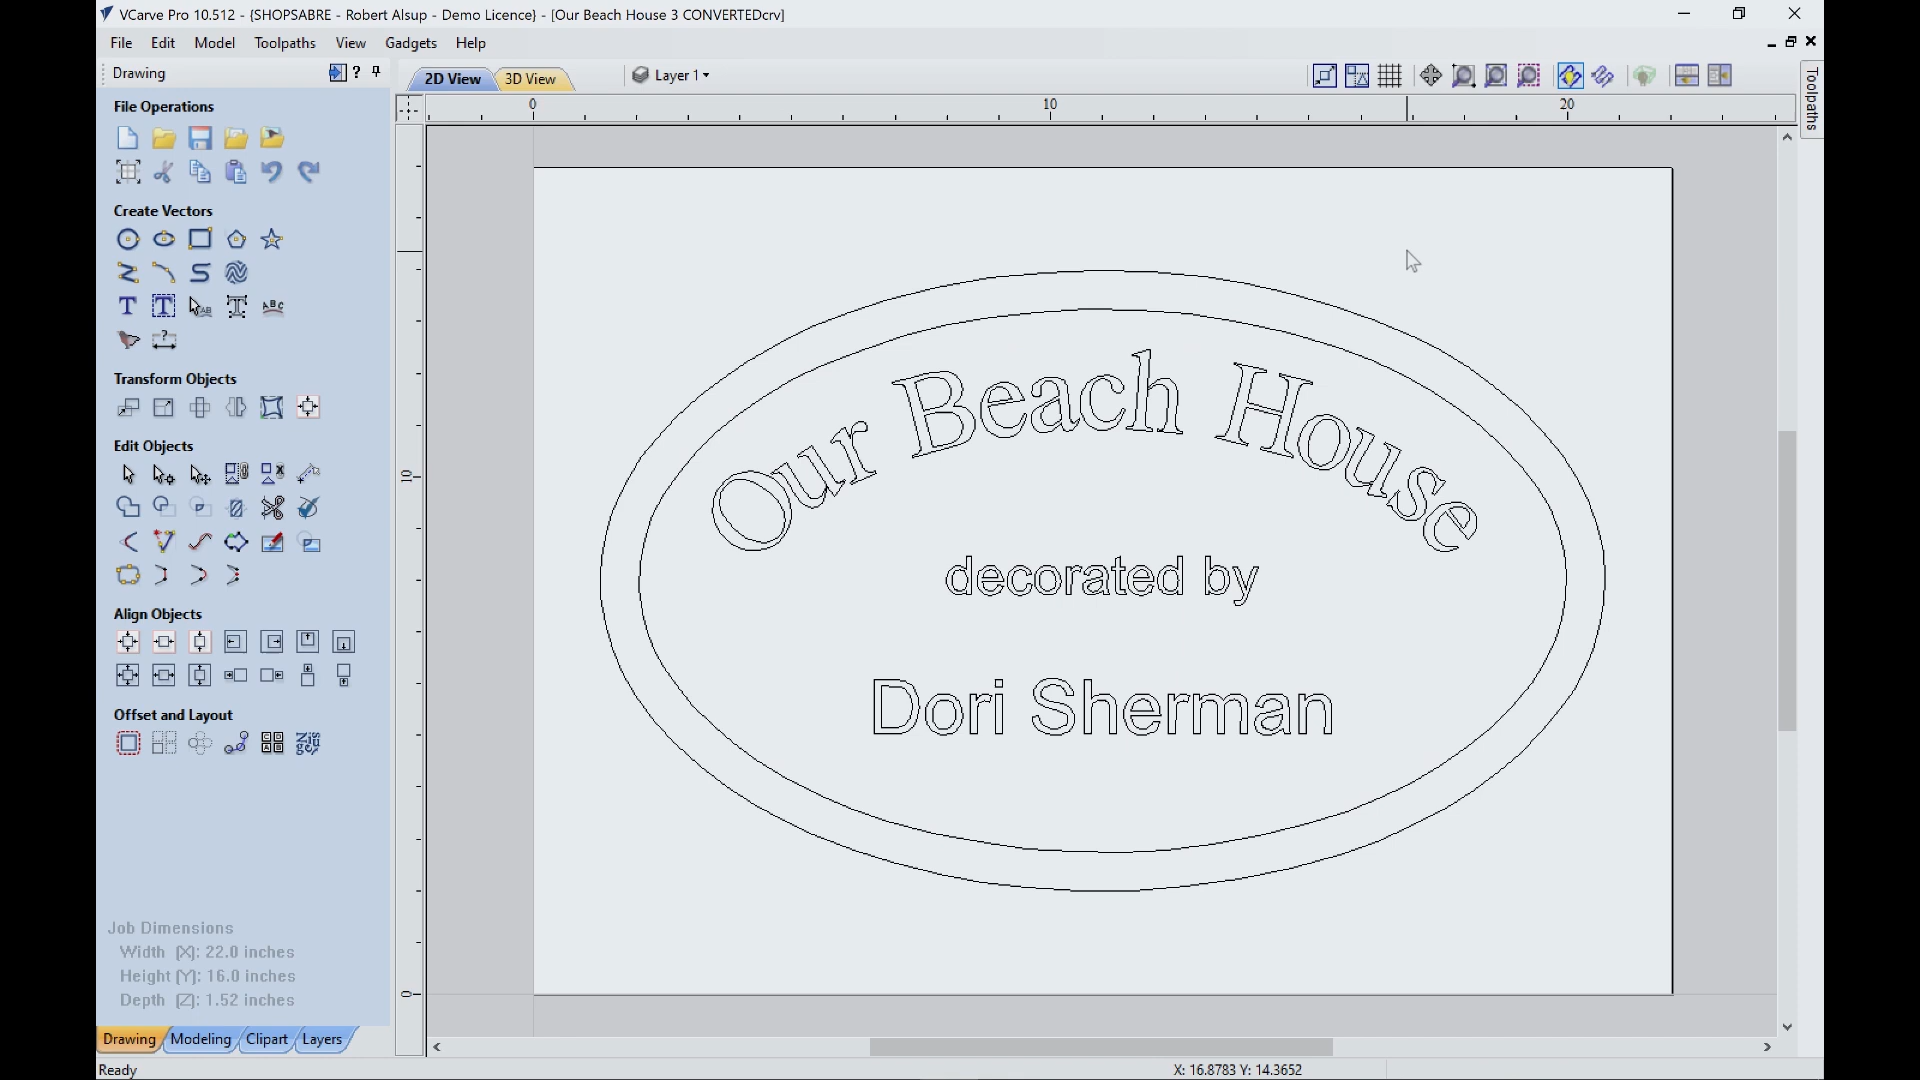 VCarve Pro 10.512 - {SHOPSABRE - Robert Alsup - Demo Licence} - [Our Beach House 3 CONVERTEDcrv]
File Edit Model Toolpaths View Gadgets Help
Drawing
2D View 3D View Layer 1
Toolpaths
File Operations
Create Vectors
Transform Objects
Edit Objects
Align Objects
Offset and Layout
0 10 20
10
0
Our Beach House
decorated by
Dori Sherman
Job Dimensions
Width (X): 22.0 inches
Height (Y): 16.0 inches
Depth (Z): 1.52 inches
Drawing Modeling Clipart Layers
Ready
X: 16.8783 Y: 14.3652